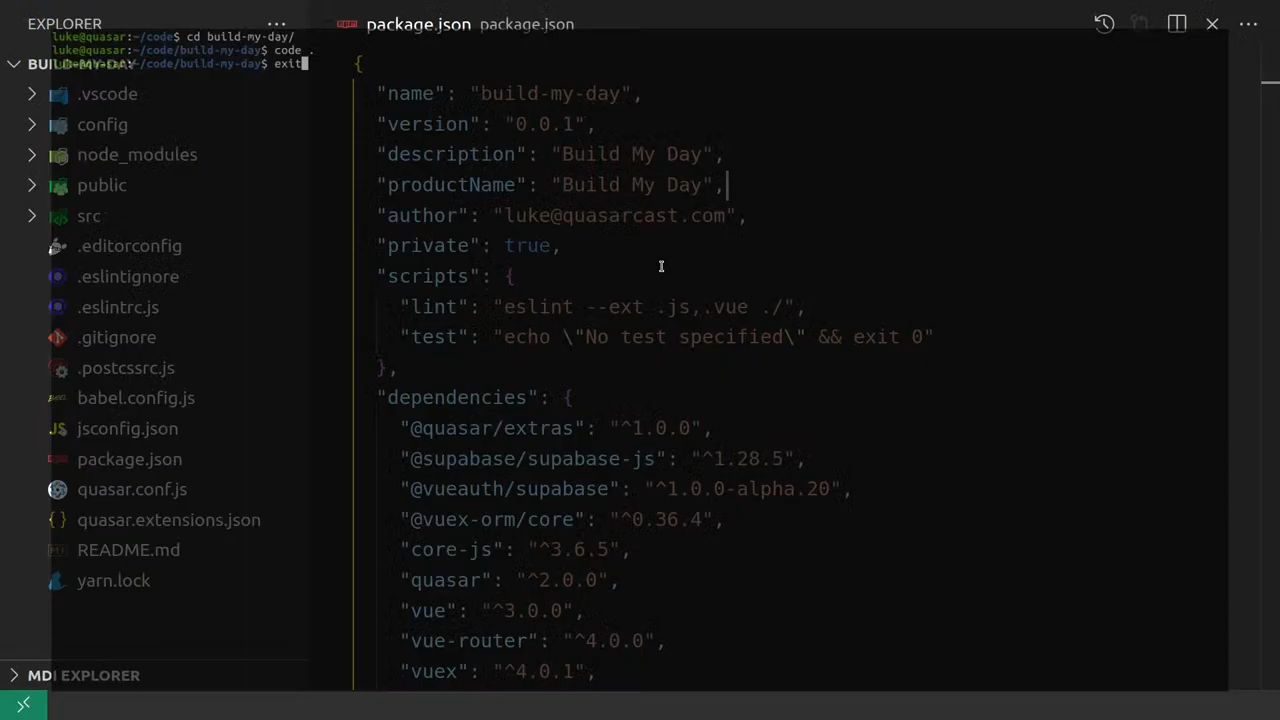 EXPLORER
package.json package.json
luke@quasar:~/code$ cd build-my-day/
luke@quasar:~/code/build-my-day$ code .
luke@quasar:~/code/build-my-day$ exit
BUILD-MY-DAY
.vscode
config
node_modules
public
src
.editorconfig
.eslintignore
.eslintrc.js
.gitignore
.postcssrc.js
babel.config.js
jsconfig.json
package.json
quasar.conf.js
quasar.extensions.json
README.md
yarn.lock
MDI EXPLORER
{
"name": "build-my-day",
"version": "0.0.1",
"description": "Build My Day",
"productName": "Build My Day",
"author": "luke@quasarcast.com",
"private": true,
"scripts": {
"lint": "eslint --ext .js,.vue ./",
"test": "echo \"No test specified\" && exit 0"
},
"dependencies": {
"@quasar/extras": "^1.0.0",
"@supabase/supabase-js": "^1.28.5",
"@vueauth/supabase": "^1.0.0-alpha.20",
"@vuex-orm/core": "^0.36.4",
"core-js": "^3.6.5",
"quasar": "^2.0.0",
"vue": "^3.0.0",
"vue-router": "^4.0.0",
"vuex": "^4.0.1",